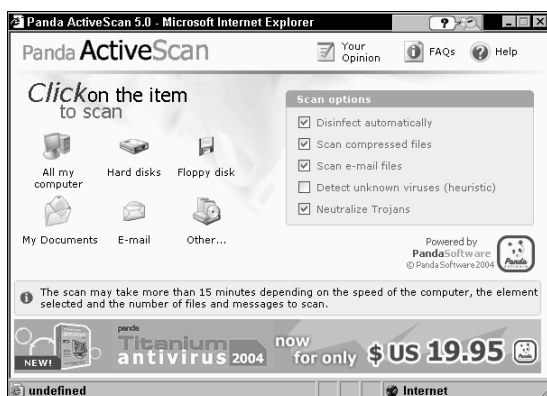 Panda ActiveScan 5.0 - Microsoft Internet Explorer
Panda ActiveScan
Your Opinion
FAQs
Help
Click on the item
to scan
All my computer
Hard disks
Floppy disk
My Documents
E-mail
Other...
Scan options
Disinfect automatically
Scan compressed files
Scan e-mail files
Detect unknown viruses (heuristic)
Neutralize Trojans
Powered by
PandaSoftware
© PandaSoftware 2004
The scan may take more than 15 minutes depending on the speed of the computer, the element
selected and the number of files and messages to scan.
NEW!
panda
Titanium
antivirus 2004
now
for only
$ US 19.95
undefined
Internet